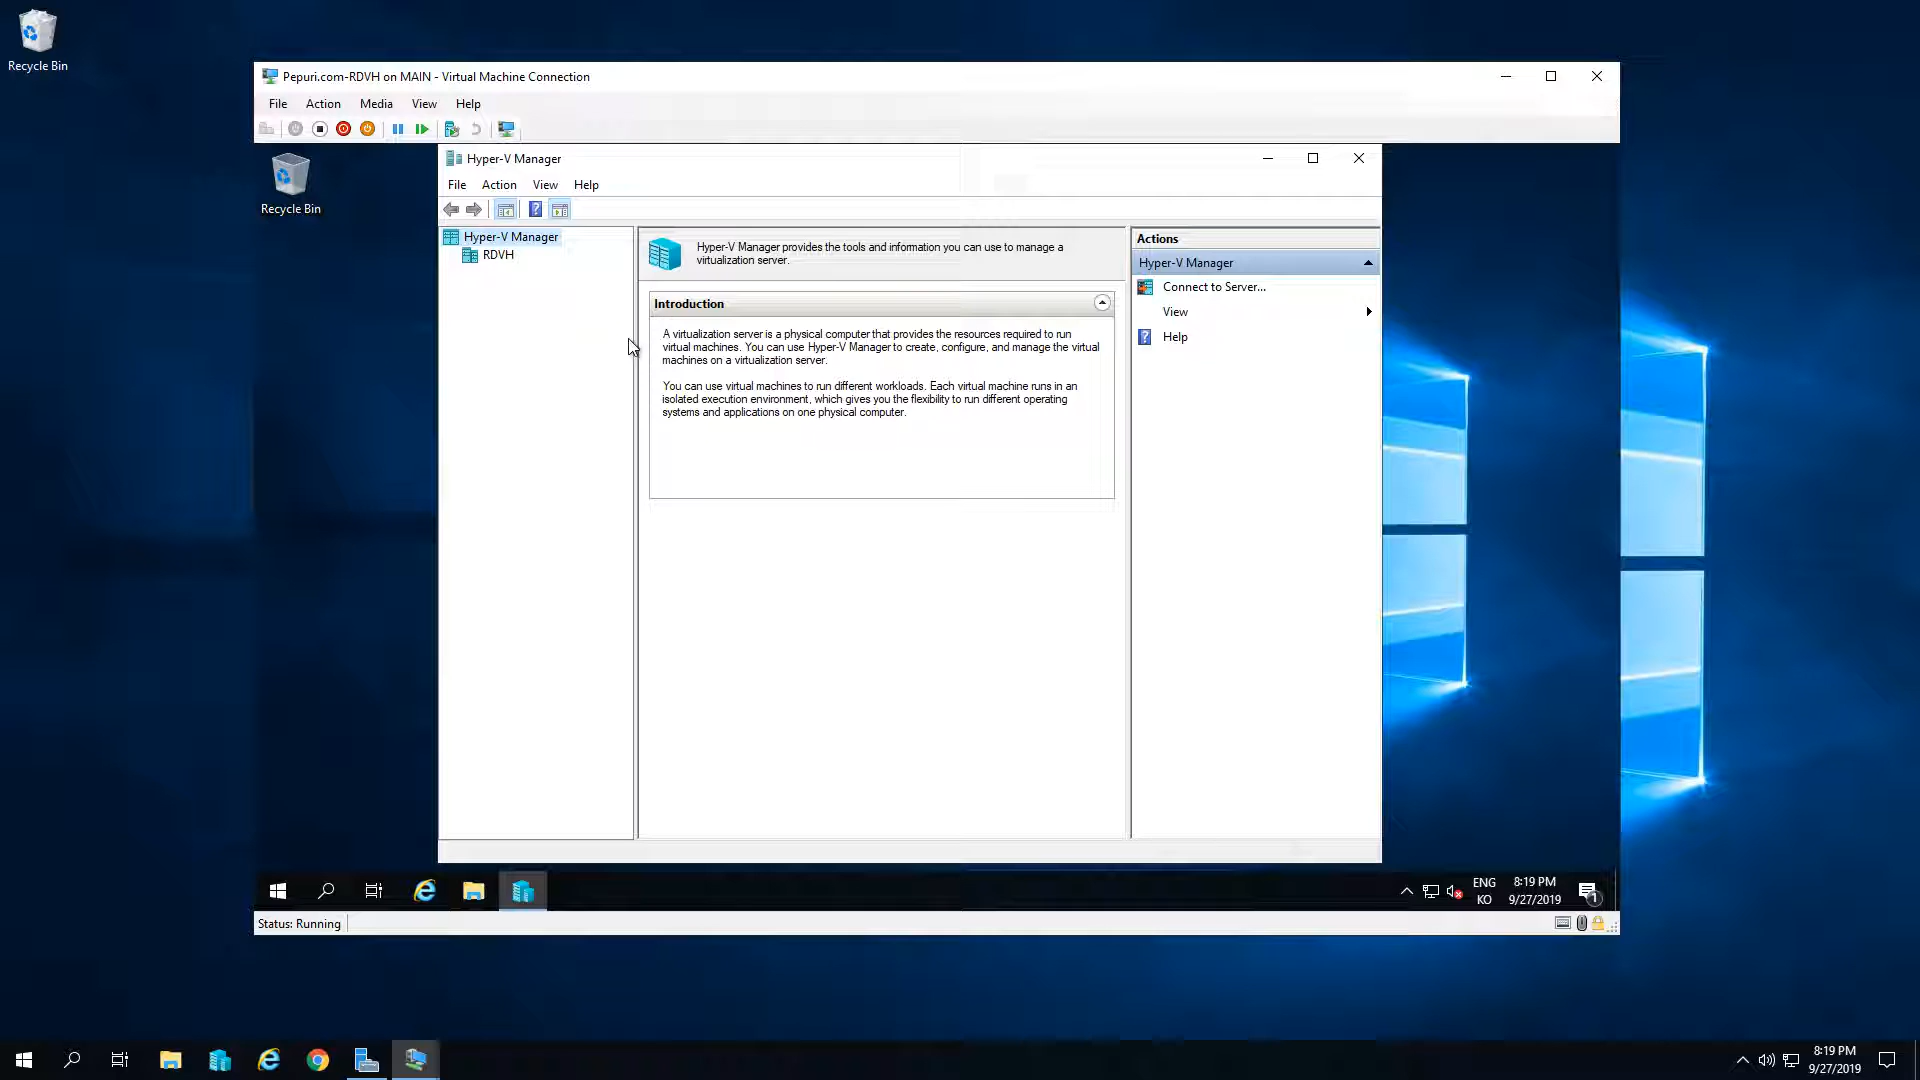 Recycle Bin
Pepuri.com-RDVH on MAIN - Virtual Machine Connection
File Action Media View Help
Recycle Bin
Hyper-V Manager
File Action View Help
Hyper-V Manager
RDVH
Hyper-V Manager provides the tools and information you can use to manage a
virtualization server.
Introduction
A virtualization server is a physical computer that provides the resources required to run
virtual machines. You can use Hyper-V Manager to create, configure, and manage the virtual
machines on a virtualization server.
You can use virtual machines to run different workloads. Each virtual machine runs in an
isolated execution environment, which gives you the flexibility to run different operating
systems and applications on one physical computer.
Actions
Hyper-V Manager
Connect to Server...
View
Help
ENG
KO
8:19 PM
9/27/2019
1
Status: Running
8:19 PM
9/27/2019